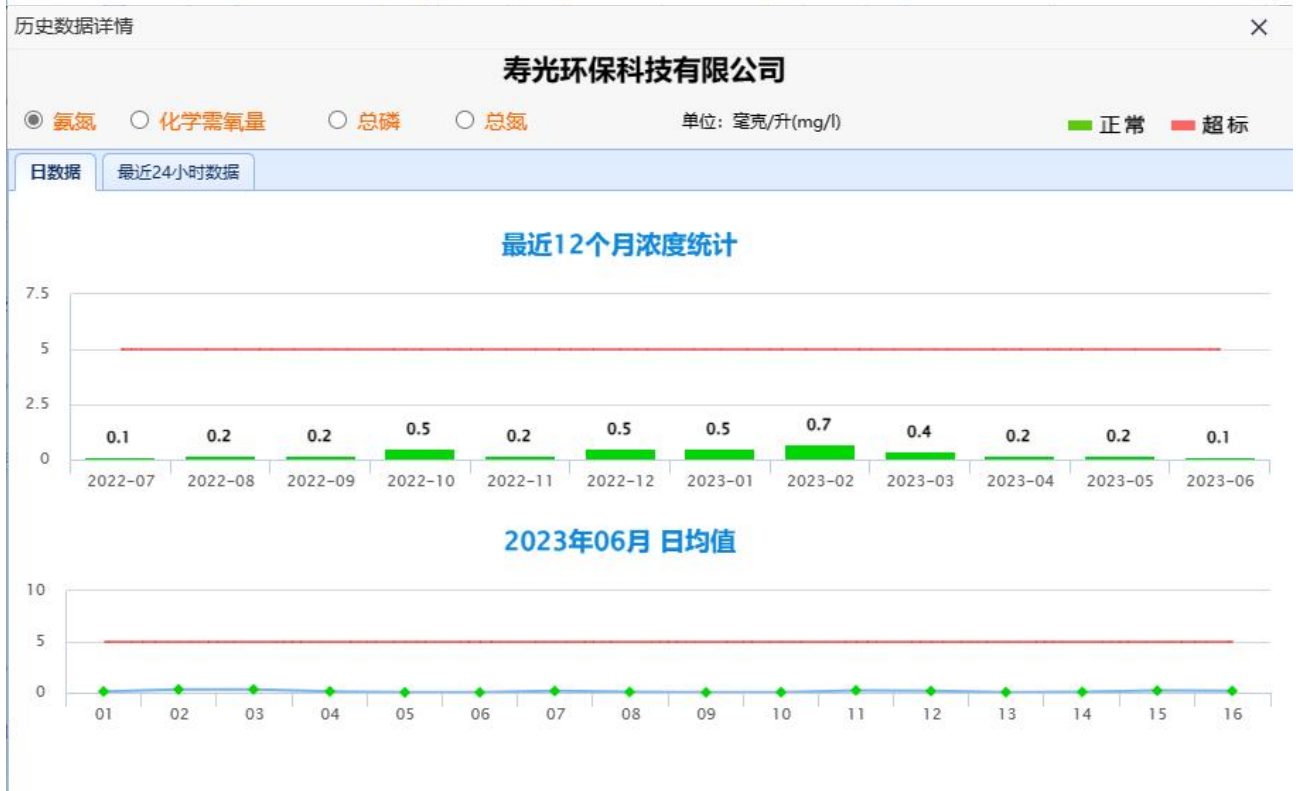 历史数据详情
寿光环保科技有限公司
氨氮 化学需氧量 总磷 总氮 单位：毫克/升(mg/l) 正常 超标
日数据 最近24小时数据
最近12个月浓度统计
7.5
5
2.5
0
0.1 0.2 0.2 0.5 0.2 0.5 0.5 0.7 0.4 0.2 0.2 0.1
2022-07 2022-08 2022-09 2022-10 2022-11 2022-12 2023-01 2023-02 2023-03 2023-04 2023-05 2023-06
2023年06月 日均值
10
5
0
01 02 03 04 05 06 07 08 09 10 11 12 13 14 15 16